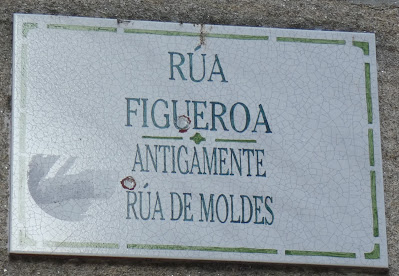 RÚA
FIGUEROA
ANTIGAMENTE
RÚA DE MOLDES